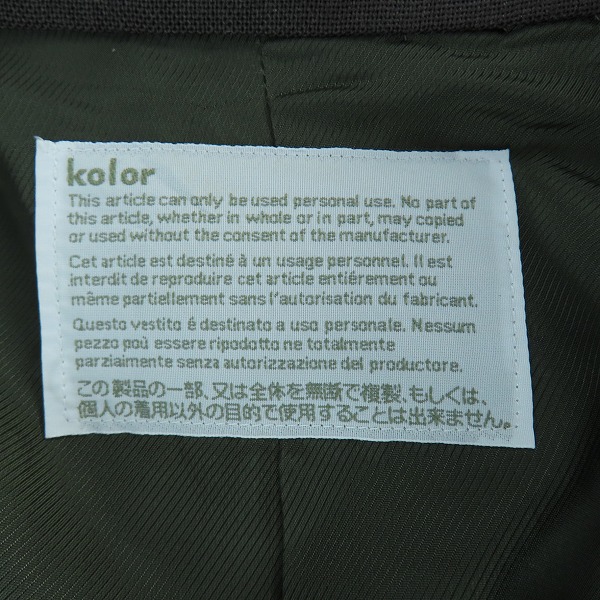 kolor
This article can only be used personal use. No part of
this article, whether in whole or in part, may copied
or used without the consent of the manufacturer.
Cet article est destiné à un usage personnel. Il est
interdit de reproduire cet article entiérement ou
même partiellement sans l'autorisation du fabricant.
Questo vestito é destinato a uso personale. Nessum
pezzo poù essere ripodotto ne totalmente
parziaimente senza autorizzazione del productore.
この製品の一部、又は全体を無断で複製、もしくは、
個人の着用以外の目的で使用することは出来ません。